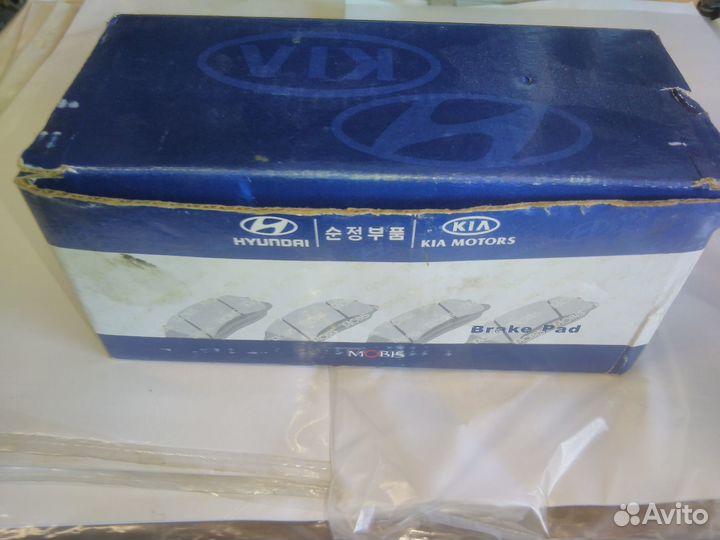 KIA
HYUNDAI
순정부품
KIA
KIA MOTORS
Brake Pad
MOBIS
Avito